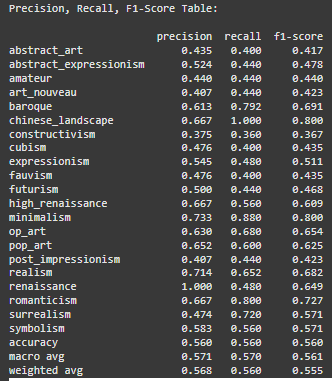 Precision, Recall, F1-Score Table:
precision recall f1-score
abstract_art 0.435 0.400 0.417
abstract_expressionism 0.524 0.440 0.478
amateur 0.440 0.440 0.440
art_nouveau 0.407 0.440 0.423
baroque 0.613 0.792 0.691
chinese_landscape 0.667 1.000 0.800
constructivism 0.375 0.360 0.367
cubism 0.476 0.400 0.435
expressionism 0.545 0.480 0.511
fauvism 0.476 0.400 0.435
futurism 0.500 0.440 0.468
high_renaissance 0.667 0.560 0.609
minimalism 0.733 0.880 0.800
op_art 0.630 0.680 0.654
pop_art 0.652 0.600 0.625
post_impressionism 0.407 0.440 0.423
realism 0.714 0.652 0.682
renaissance 1.000 0.480 0.649
romanticism 0.667 0.800 0.727
surrealism 0.474 0.720 0.571
symbolism 0.583 0.560 0.571
accuracy 0.560 0.560 0.560
macro avg 0.571 0.570 0.561
weighted avg 0.568 0.560 0.555